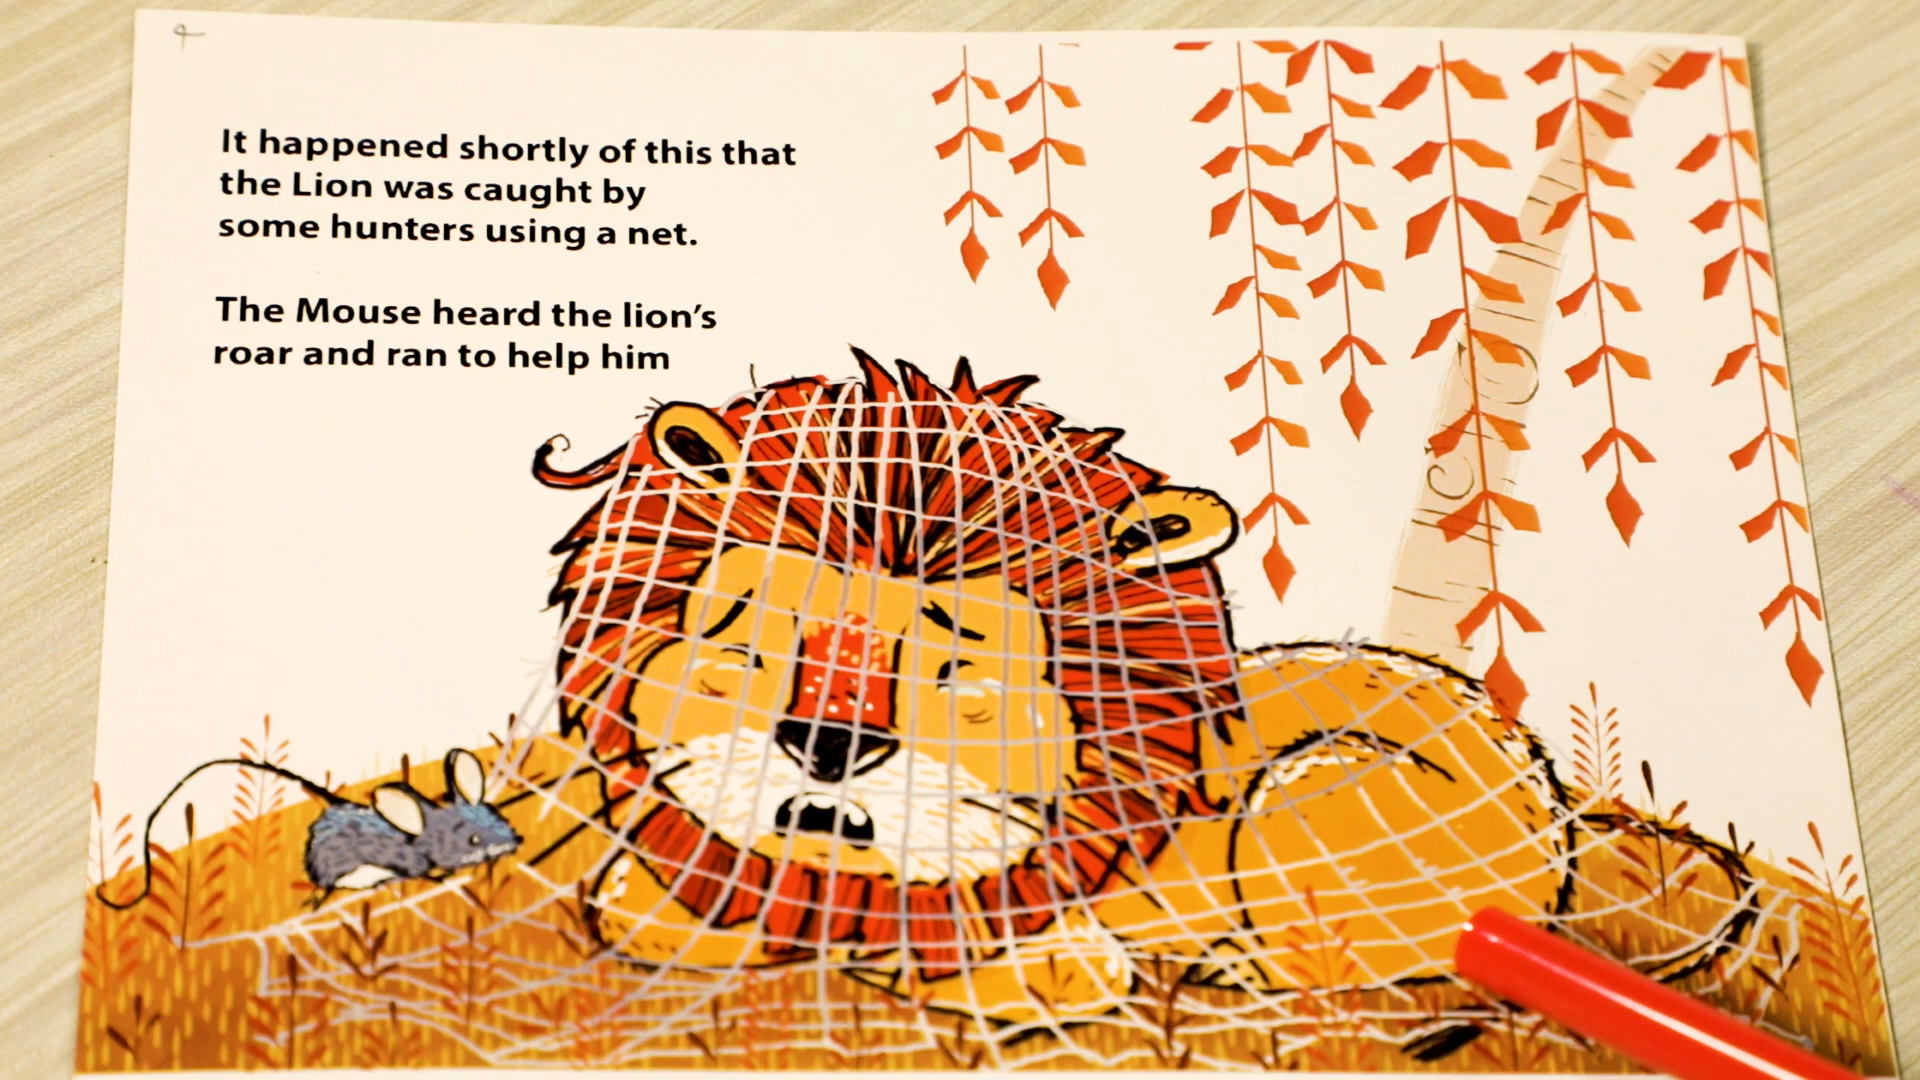 It happened shortly of this that
the Lion was caught by
some hunters using a net.
The Mouse heard the lion's
roar and ran to help him